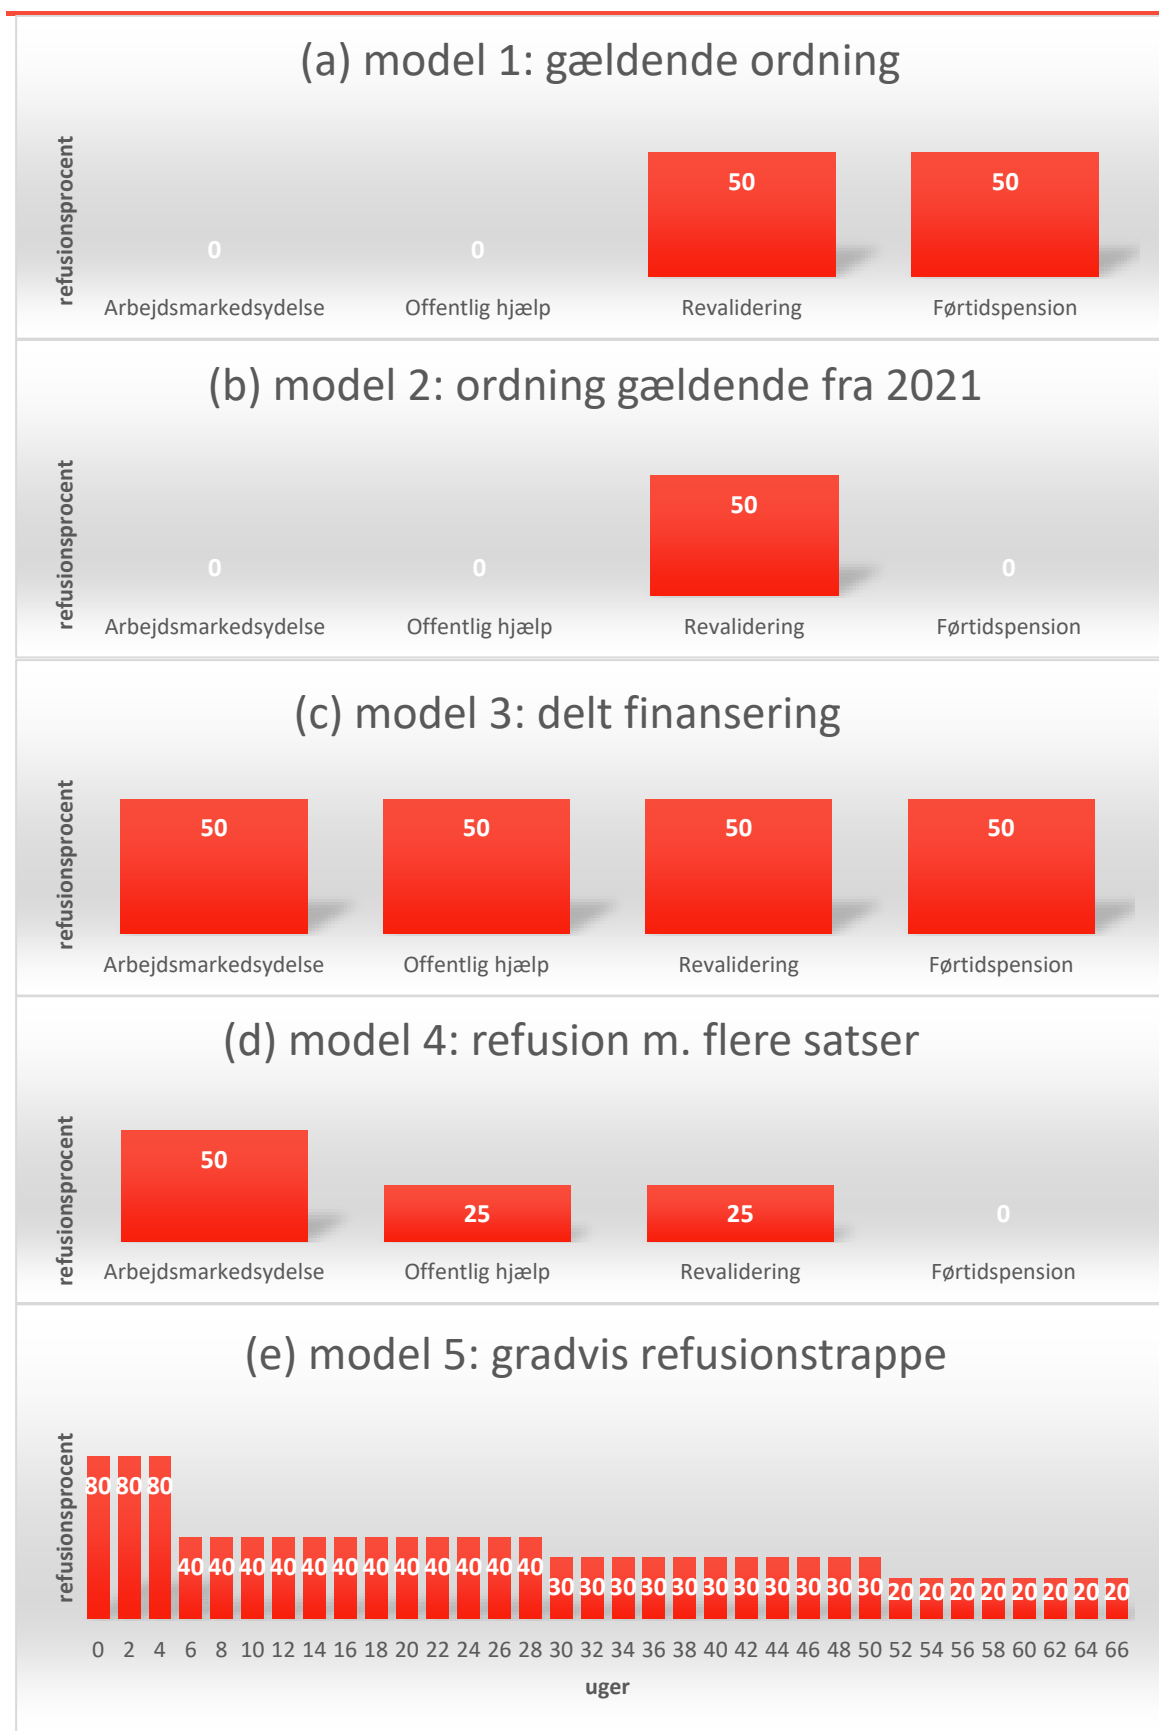 (a) model 1: gældende ordning
refusionsprocent
0 0 50 50
Arbejdsmarkedsydelse Offentlig hjælp Revalidering Førtidspension
(b) model 2: ordning gældende fra 2021
refusionsprocent
0 0 50 0
Arbejdsmarkedsydelse Offentlig hjælp Revalidering Førtidspension
(c) model 3: delt finansering
refusionsprocent
50 50 50 50
Arbejdsmarkedsydelse Offentlig hjælp Revalidering Førtidspension
(d) model 4: refusion m. flere satser
refusionsprocent
50 25 25 0
Arbejdsmarkedsydelse Offentlig hjælp Revalidering Førtidspension
(e) model 5: gradvis refusionstrappe
refusionsprocent
80 80 80 40 40 40 40 40 40 40 40 40 40 40 40 30 30 30 30 30 30 30 30 30 30 30 20 20 20 20 20 20 20 20
0 2 4 6 8 10 12 14 16 18 20 22 24 26 28 30 32 34 36 38 40 42 44 46 48 50 52 54 56 58 60 62 64 66
uger